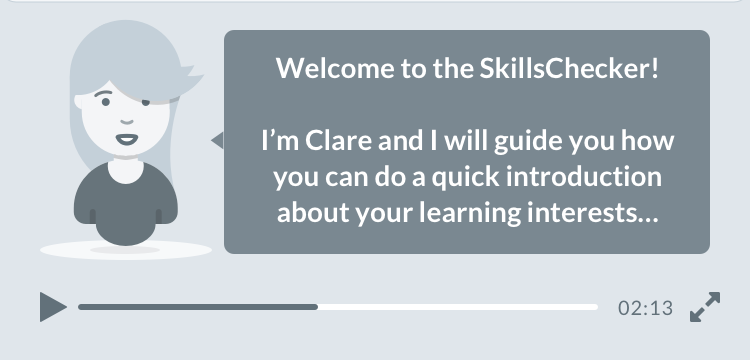 Welcome to the SkillsChecker!
I’m Clare and I will guide you how
you can do a quick introduction
about your learning interests...
02:13